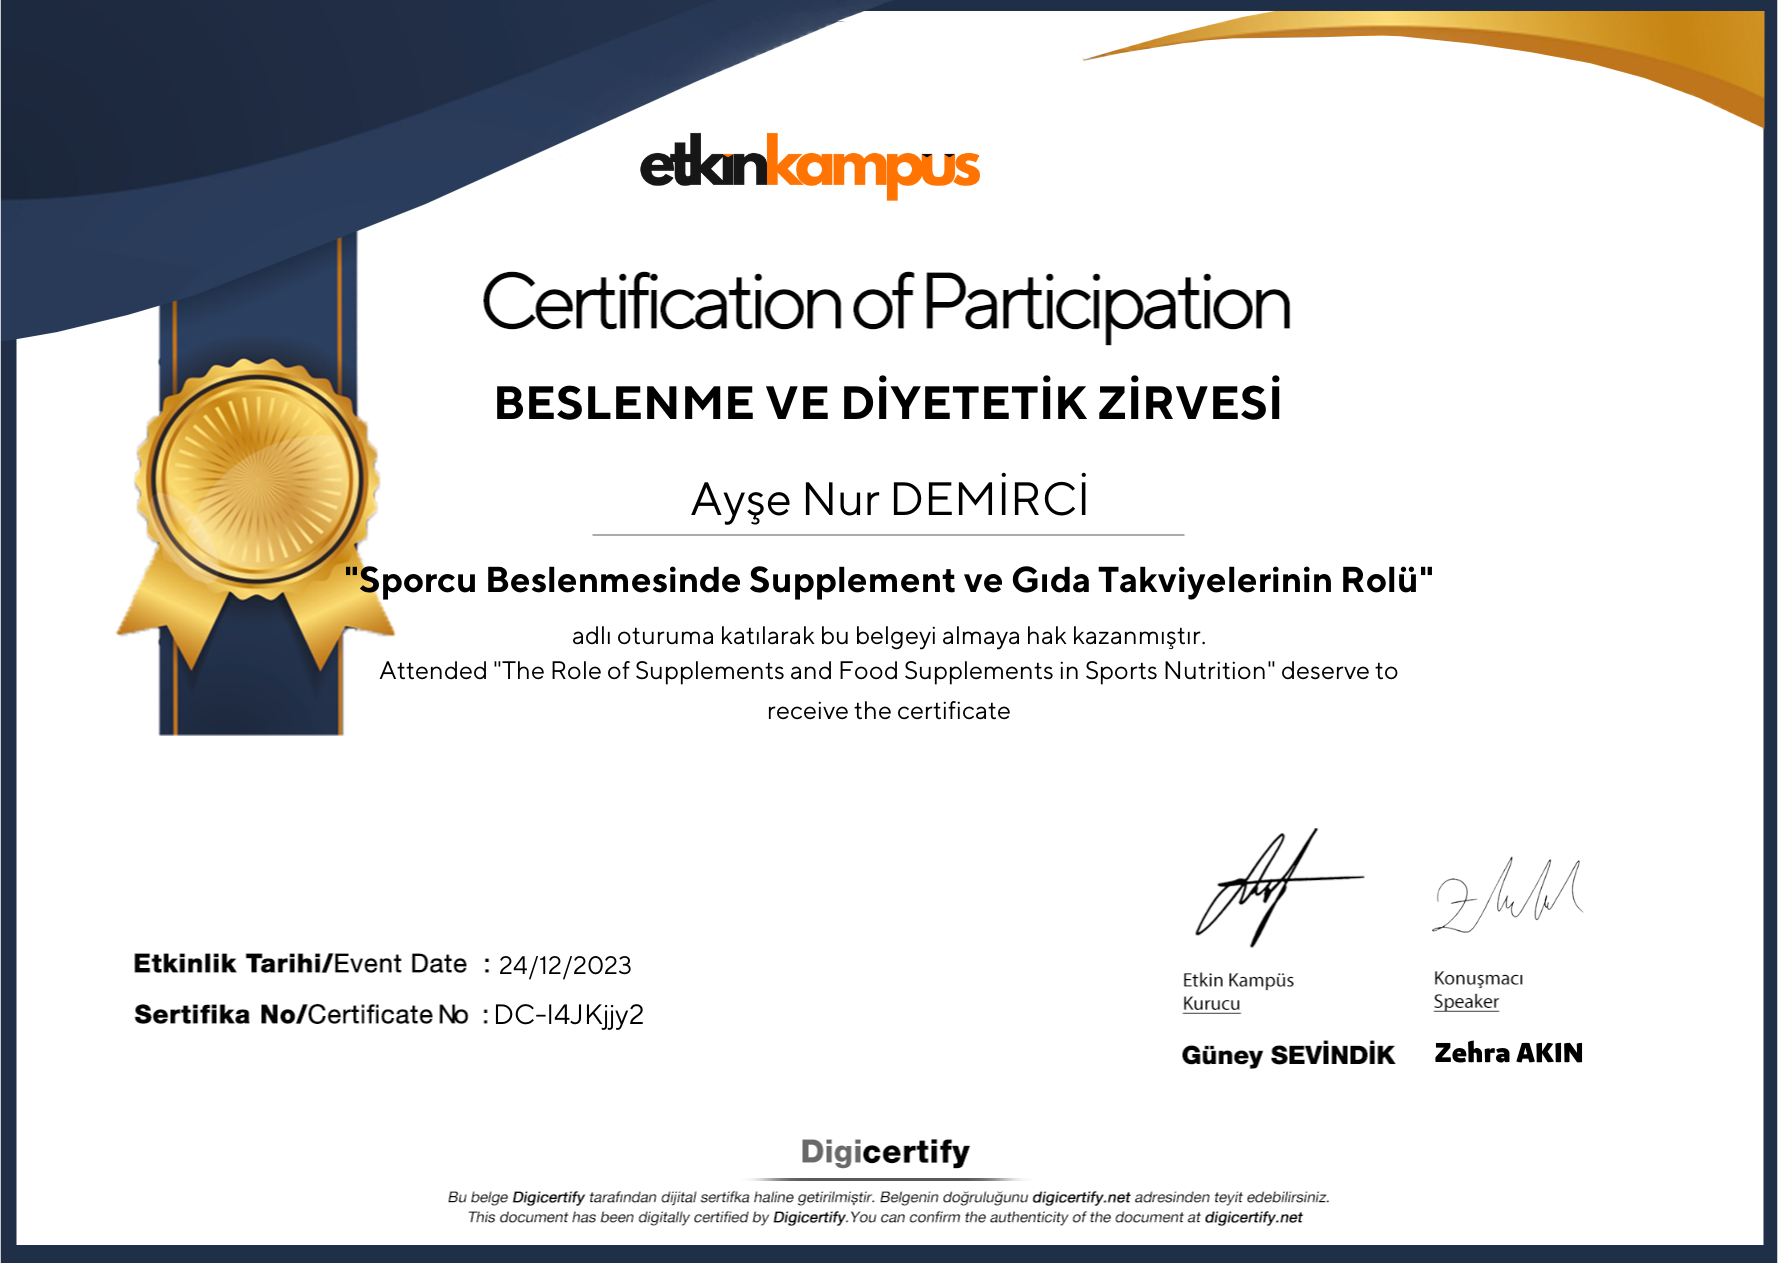 etkinkampüs
Certification of Participation
BESLENME VE DİYETETİK ZİRVESİ
Ayşe Nur DEMİRCİ
"Sporcu Beslenmesinde Supplement ve Gıda Takviyelerinin Rolü"
adlı oturuma katılarak bu belgeyi almaya hak kazanmıştır.
Attended "The Role of Supplements and Food Supplements in Sports Nutrition" deserve to
receive the certificate
Etkinlik Tarihi/Event Date : 24/12/2023
Sertifika No/Certificate No : DC-I4JKjjy2
Etkin Kampüs
Kurucu
Güney SEVİNDİK
Konuşmacı
Speaker
Zehra AKIN
Digicertify
Bu belge Digicertify tarafından dijital sertifka haline getirilmiştir. Belgenin doğruluğunu digicertify.net adresinden teyit edebilirsiniz.
This document has been digitally certified by Digicertify.You can confirm the authenticity of the document at digicertify.net